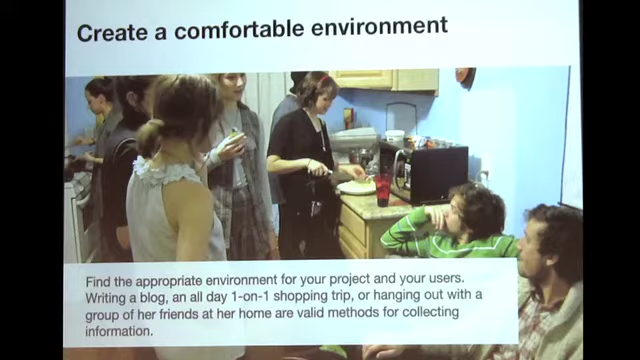 Create a comfortable environment
Find the appropriate environment for your project and your users.
Writing a blog, an all day 1-on-1 shopping trip, or hanging out with a
group of her friends at her home are valid methods for collecting
information.